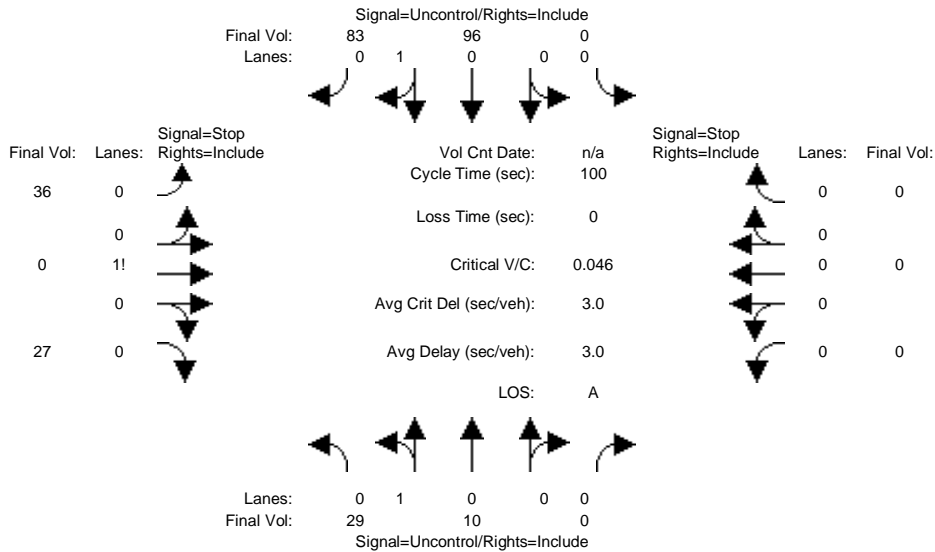 Signal=Uncontrol/Rights=Include
Final Vol: 83 96 0
Lanes: 0 1 0 0 0
Signal=Stop
Final Vol: Lanes: Rights=Include
Vol Cnt Date: n/a
Signal=Stop
Rights=Include Lanes: Final Vol:
Cycle Time (sec): 100
36 0
0 0
Loss Time (sec): 0
0
0
0 1!
Critical V/C: 0.046
0 0
0
Avg Crit Del (sec/veh): 3.0
0
27 0
Avg Delay (sec/veh): 3.0
0 0
LOS: A
Lanes: 0 1 0 0 0
Final Vol: 29 10 0
Signal=Uncontrol/Rights=Include